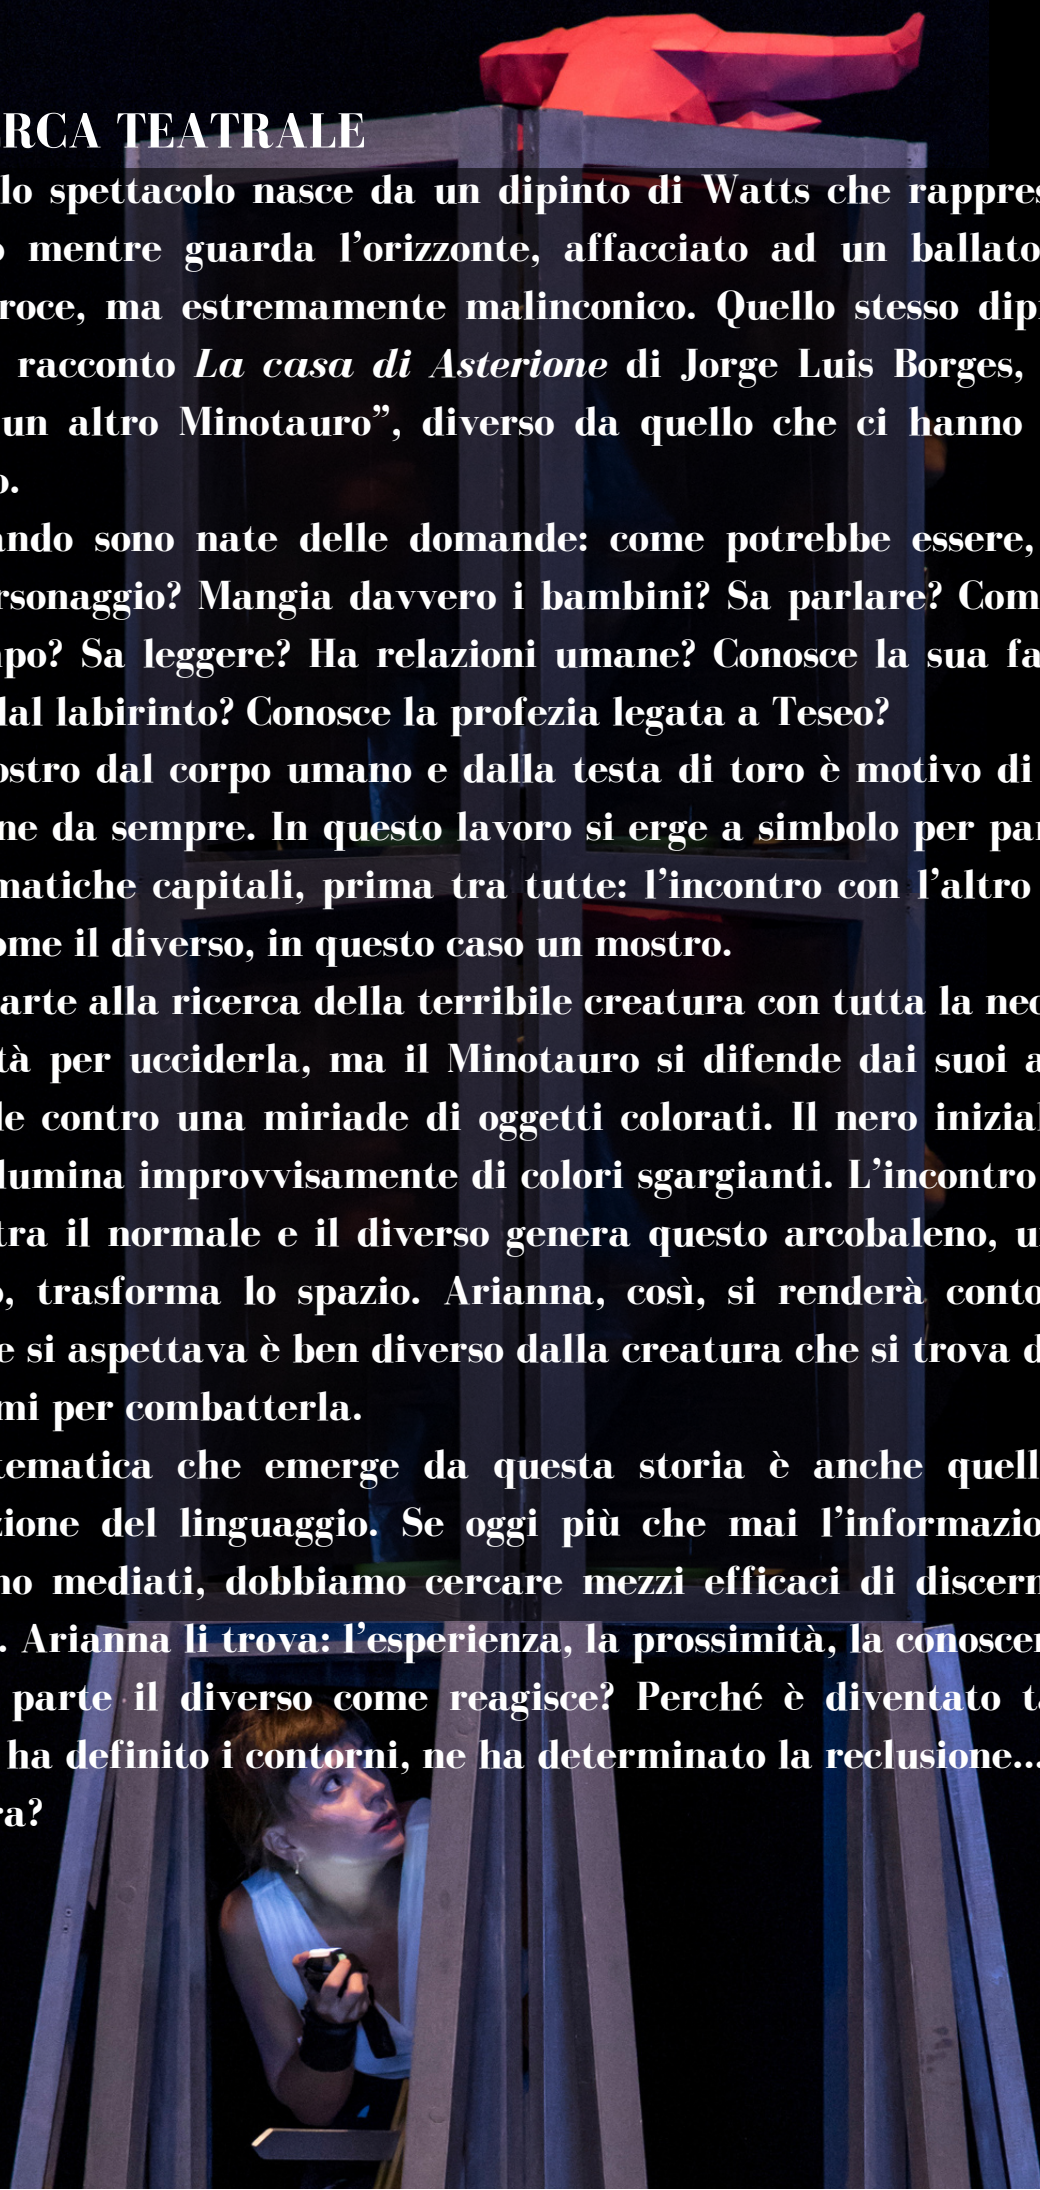 RCA TEATRALE
lo spettacolo nasce da un dipinto di Watts che rappres
mentre guarda l’orizzonte, affacciato ad un ballato
roce, ma estremamente malinconico. Quello stesso dip
racconto La casa di Asterione di Jorge Luis Borges,
un altro Minotauro”, diverso da quello che ci hanno
o.
ando sono nate delle domande: come potrebbe essere,
rsonaggio? Mangia davvero i bambini? Sa parlare? Com
po? Sa leggere? Ha relazioni umane? Conosce la sua fa
dal labirinto? Conosce la profezia legata a Teseo?
ostro dal corpo umano e dalla testa di toro è motivo di
ne da sempre. In questo lavoro si erge a simbolo per par
matiche capitali, prima tra tutte: l’incontro con l’altro
ome il diverso, in questo caso un mostro.
arte alla ricerca della terribile creatura con tutta la nec
tà per ucciderla, ma il Minotauro si difende dai suoi a
le contro una miriade di oggetti colorati. Il nero inizial
lumina improvvisamente di colori sgargianti. L’incontro
tra il normale e il diverso genera questo arcobaleno, u
o, trasforma lo spazio. Arianna, così, si renderà conto
e si aspettava è ben diverso dalla creatura che si trova d
mi per combatterla.
tematica che emerge da questa storia è anche quell
zione del linguaggio. Se oggi più che mai l’informazio
no mediati, dobbiamo cercare mezzi efficaci di discern
. Arianna li trova: l’esperienza, la prossimità, la conoscen
parte il diverso come reagisce? Perché è diventato ta
ha definito i contorni, ne ha determinato la reclusione...
ra?